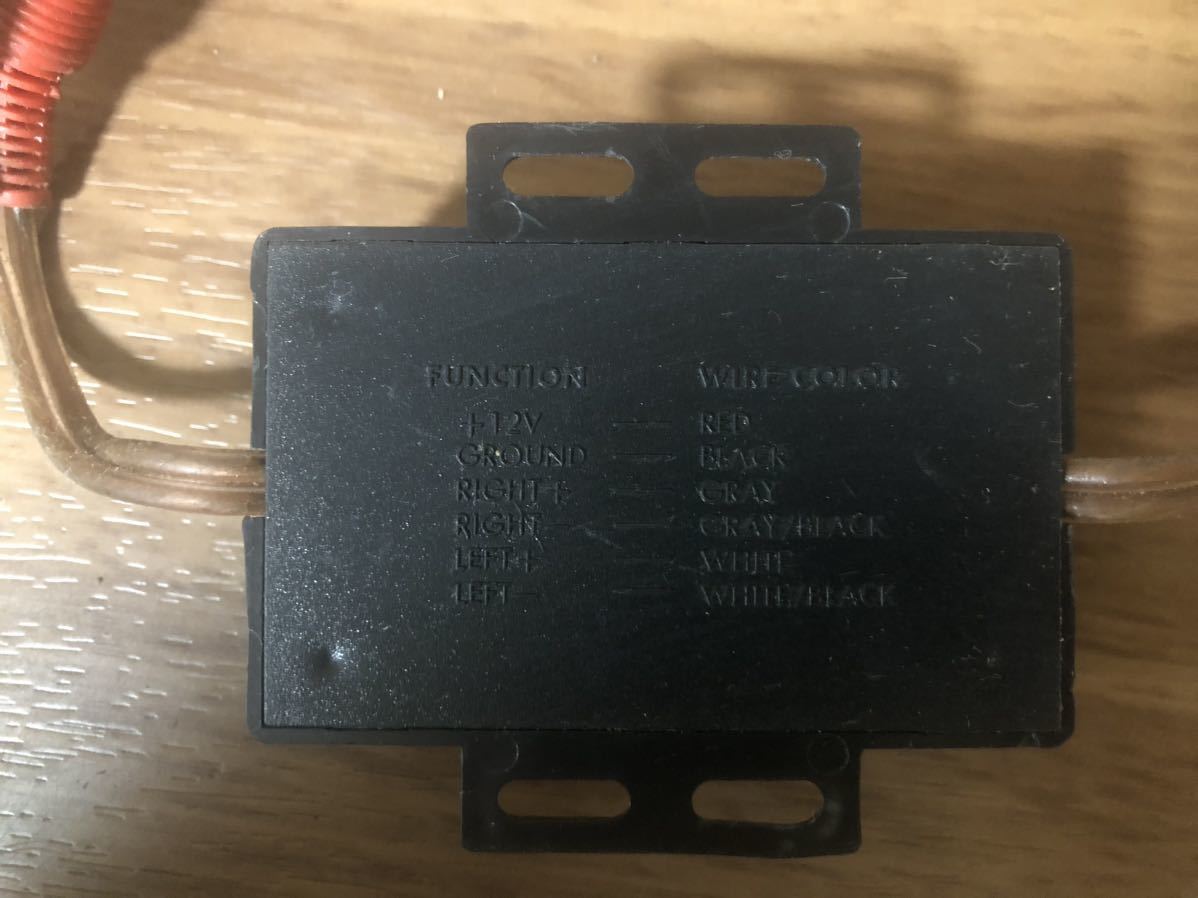 FUNCTION WIRE COLOR
+12V — RED
GROUND — BLACK
RIGHT+ — GRAY
RIGHT- — GRAY/BLACK
LEFT+ — WHITE
LEFT- — WHITE/BLACK